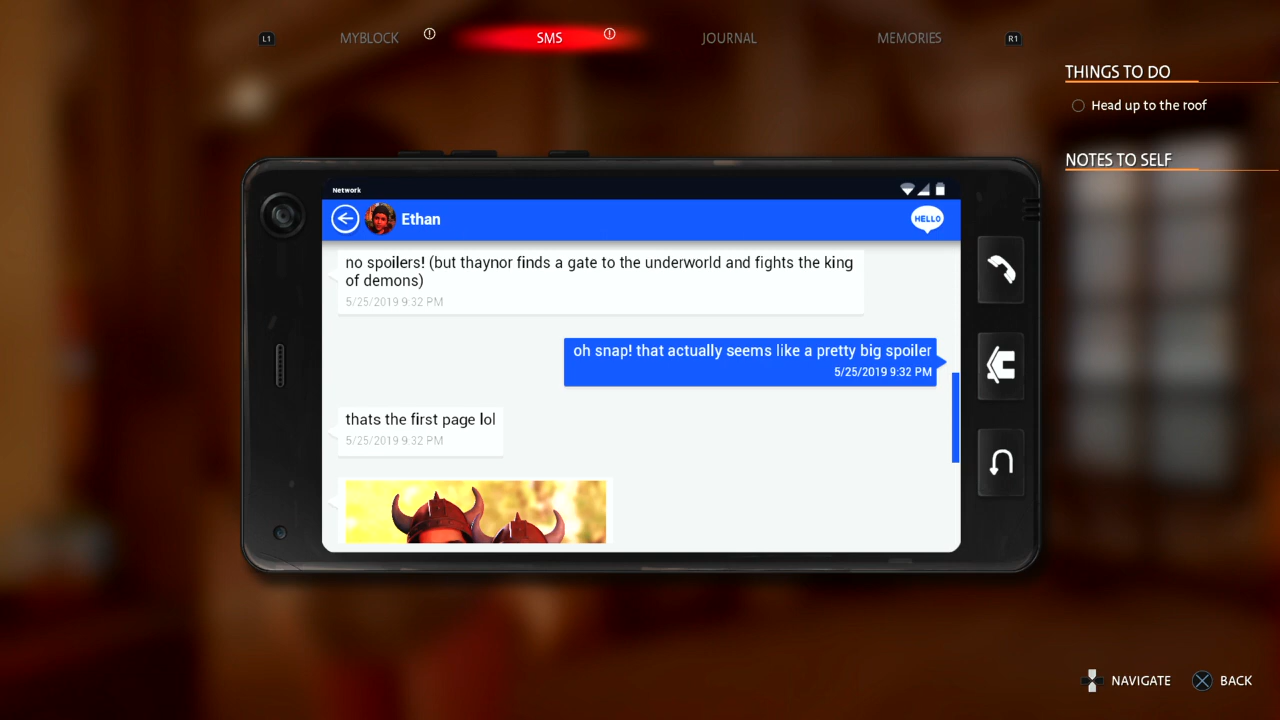 L1
MYBLOCK
SMS
JOURNAL
MEMORIES
R1
THINGS TO DO
Head up to the roof
NOTES TO SELF
Network
Ethan
HELLO
no spoilers! (but thaynor finds a gate to the underworld and fights the king
of demons)
5/25/2019 9:32 PM
oh snap! that actually seems like a pretty big spoiler
5/25/2019 9:32 PM
thats the first page lol
5/25/2019 9:32 PM
NAVIGATE
BACK